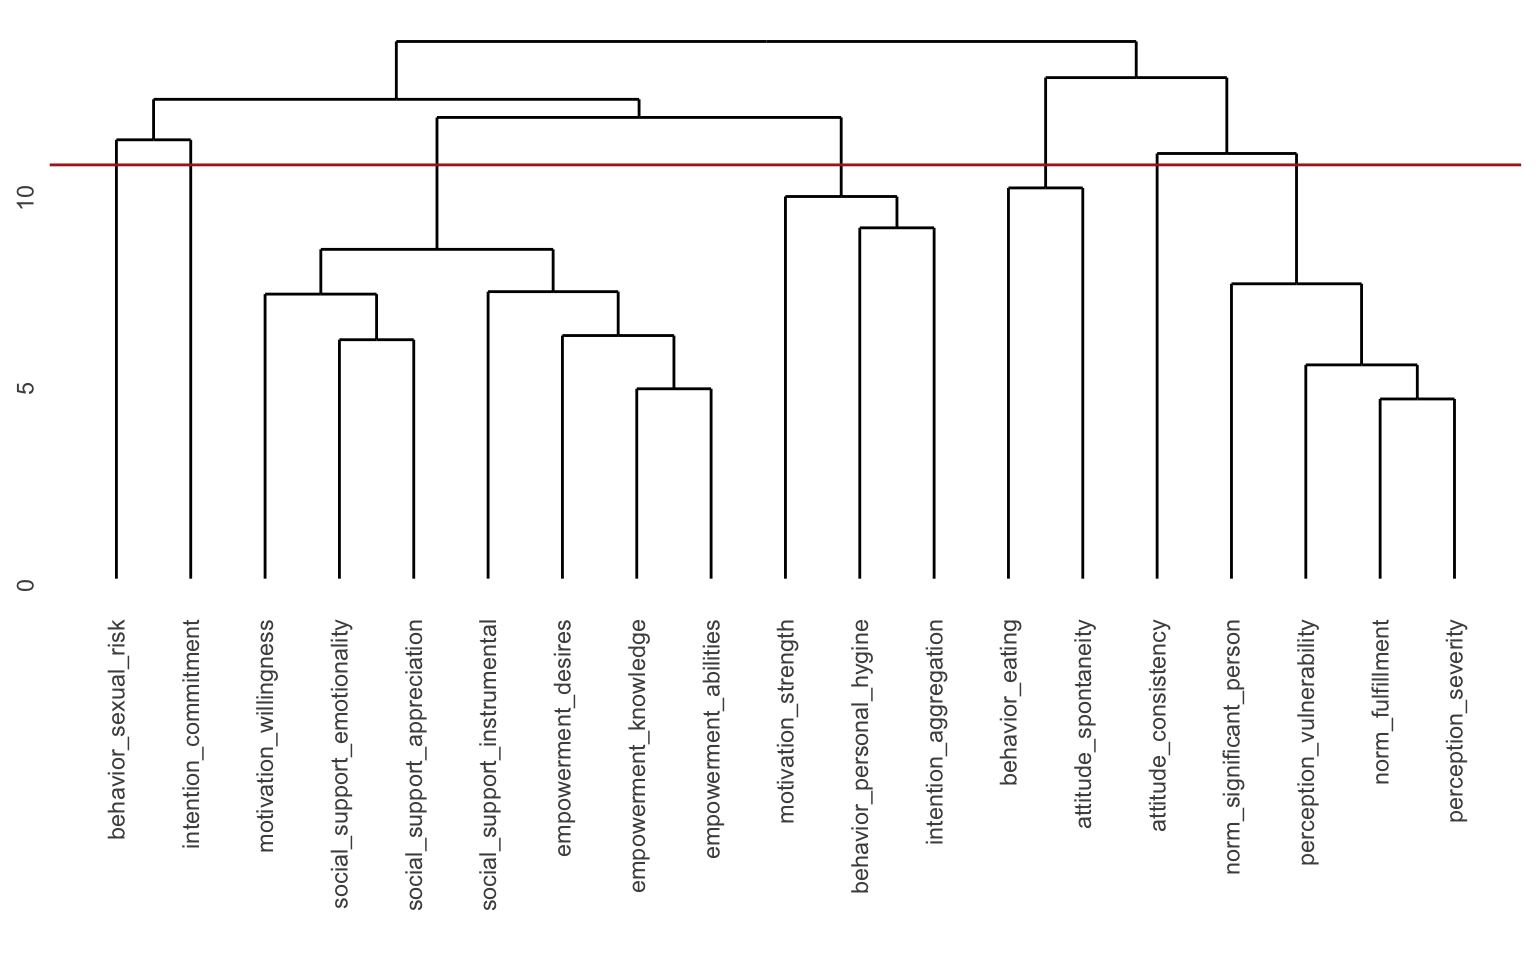 10
5
0
behavior_sexual_risk
intention_commitment
motivation_willingness
social_support_emotionality
social_support_appreciation
social_support_instrumental
empowerment_desires
empowerment_knowledge
empowerment_abilities
motivation_strength
behavior_personal_hygine
intention_aggregation
behavior_eating
attitude_spontaneity
attitude_consistency
norm_significant_person
perception_vulnerability
norm_fulfillment
perception_severity